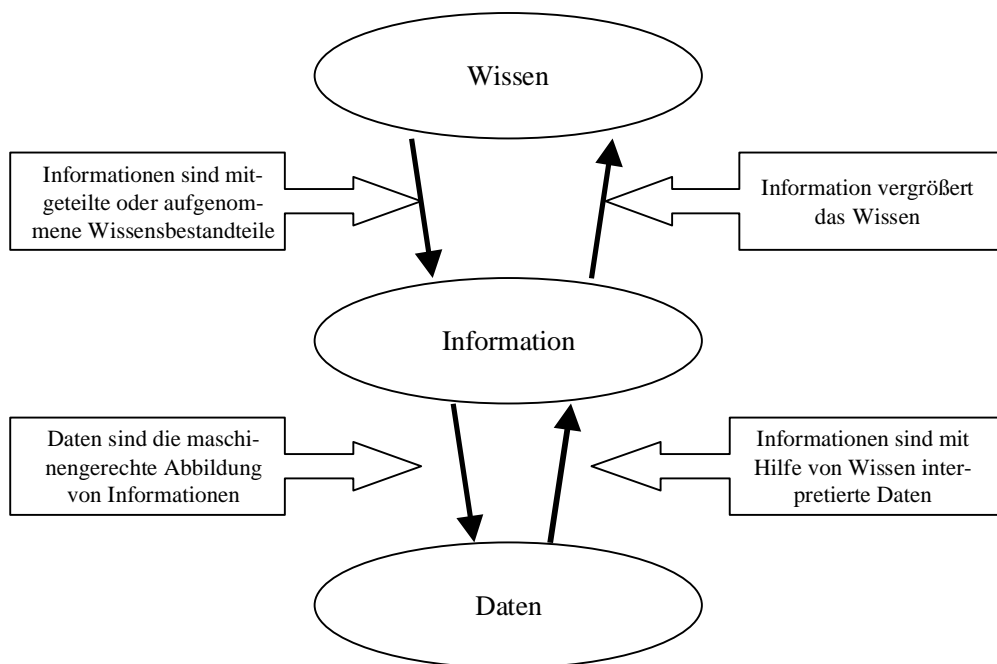 Wissen
Informationen sind mit-
geteilte oder aufgenom-
mene Wissensbestandteile
Information vergrößert
das Wissen
Information
Daten sind die maschi-
nengerechte Abbildung
von Informationen
Informationen sind mit
Hilfe von Wissen inter-
pretierte Daten
Daten